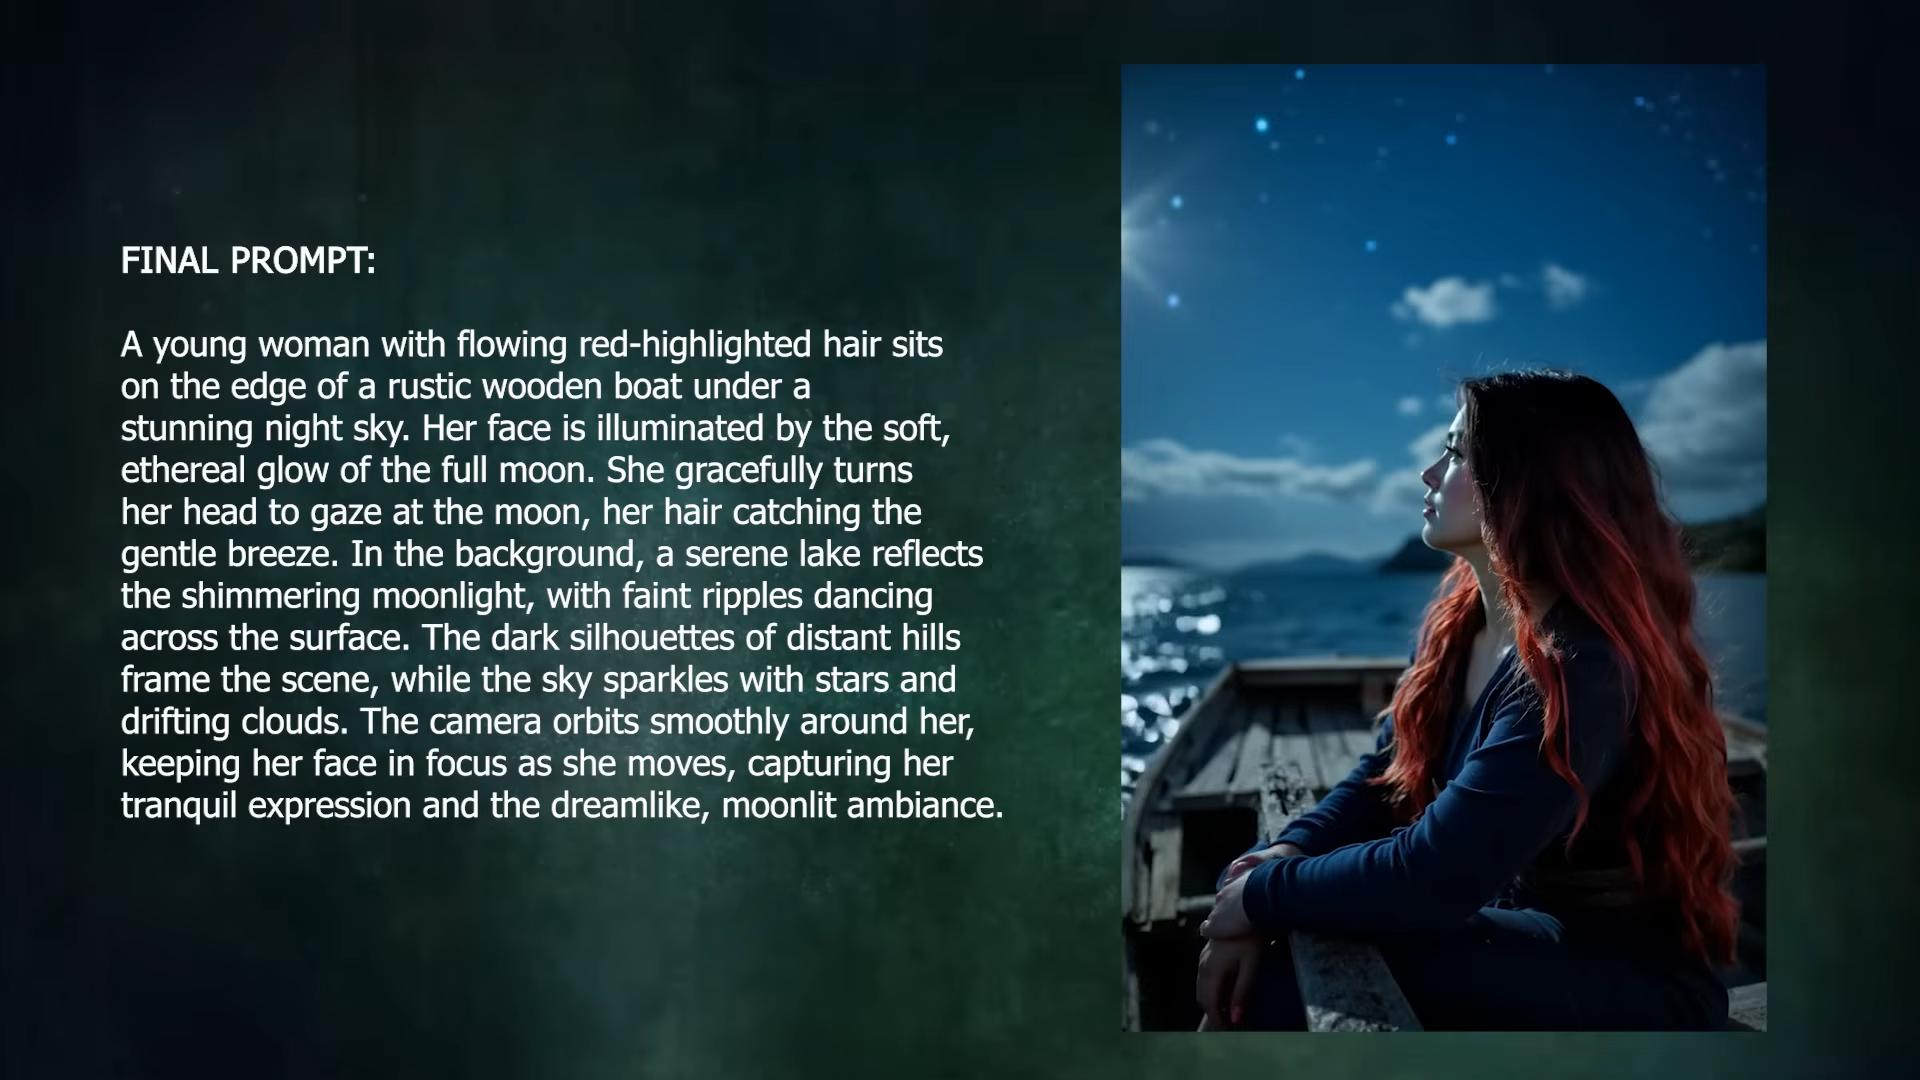 FINAL PROMPT:
A young woman with flowing red-highlighted hair sits
on the edge of a rustic wooden boat under a
stunning night sky. Her face is illuminated by the soft,
ethereal glow of the full moon. She gracefully turns
her head to gaze at the moon, her hair catching the
gentle breeze. In the background, a serene lake reflects
the shimmering moonlight, with faint ripples dancing
across the surface. The dark silhouettes of distant hills
frame the scene, while the sky sparkles with stars and
drifting clouds. The camera orbits smoothly around her,
keeping her face in focus as she moves, capturing her
tranquil expression and the dreamlike, moonlit ambiance.